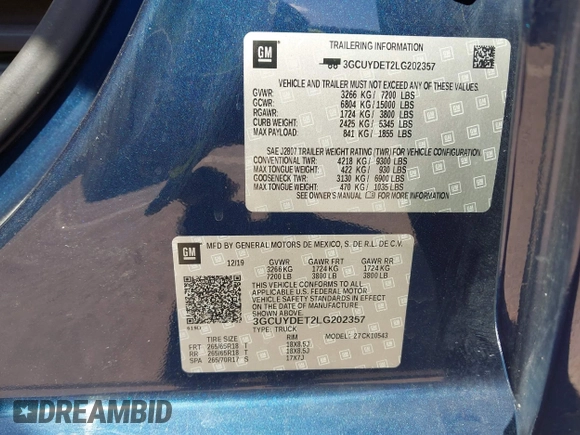 GM
TRAILERING INFORMATION
3GCUYDET2LG202357
VEHICLE AND TRAILER MUST NOT EXCEED ANY OF THESE VALUES.
GVWR: 3266 KG / 7200 LBS
GCWR: 6804 KG / 15000 LBS
RGAWR: 1724 KG / 3800 LBS
CURB WEIGHT: 2425 KG / 5345 LBS
MAX PAYLOAD: 841 KG / 1855 LBS
SAE J2807 TRAILER WEIGHT RATING (TWR) FOR VEHICLE CONFIGURATION.
CONVENTIONAL TWR: 4218 KG / 9300 LBS
MAX TONGUE WEIGHT: 422 KG / 930 LBS
GOOSENECK TWR: 3130 KG / 6900 LBS
MAX TONGUE WEIGHT: 470 KG / 1035 LBS
SEE OWNER'S MANUAL FOR MORE INFORMATION
GM
MFD BY GENERAL MOTORS DE MEXICO, S. DE R.L. DE C.V.
12/19 GVWR GAWR FRT GAWR RR
3266 KG 1724 KG 1724 KG
7200 LB 3800 LB 3800 LB
THIS VEHICLE CONFORMS TO ALL
APPLICABLE U.S. FEDERAL MOTOR
VEHICLE SAFETY AND THEFT PREVENTION
STANDARDS IN EFFECT ON THE DATE OF MANUFACTURE
SHOWN ABOVE.
3GCUYDET2LG202357
TYPE: TRUCK
MODEL:
TIRE SIZE RIM
FRT 265/65R18 T 18X8.5J
RR 265/65R18 T 18X8.5J
SPA 265/70R17 S 17X7J
DREAMBID